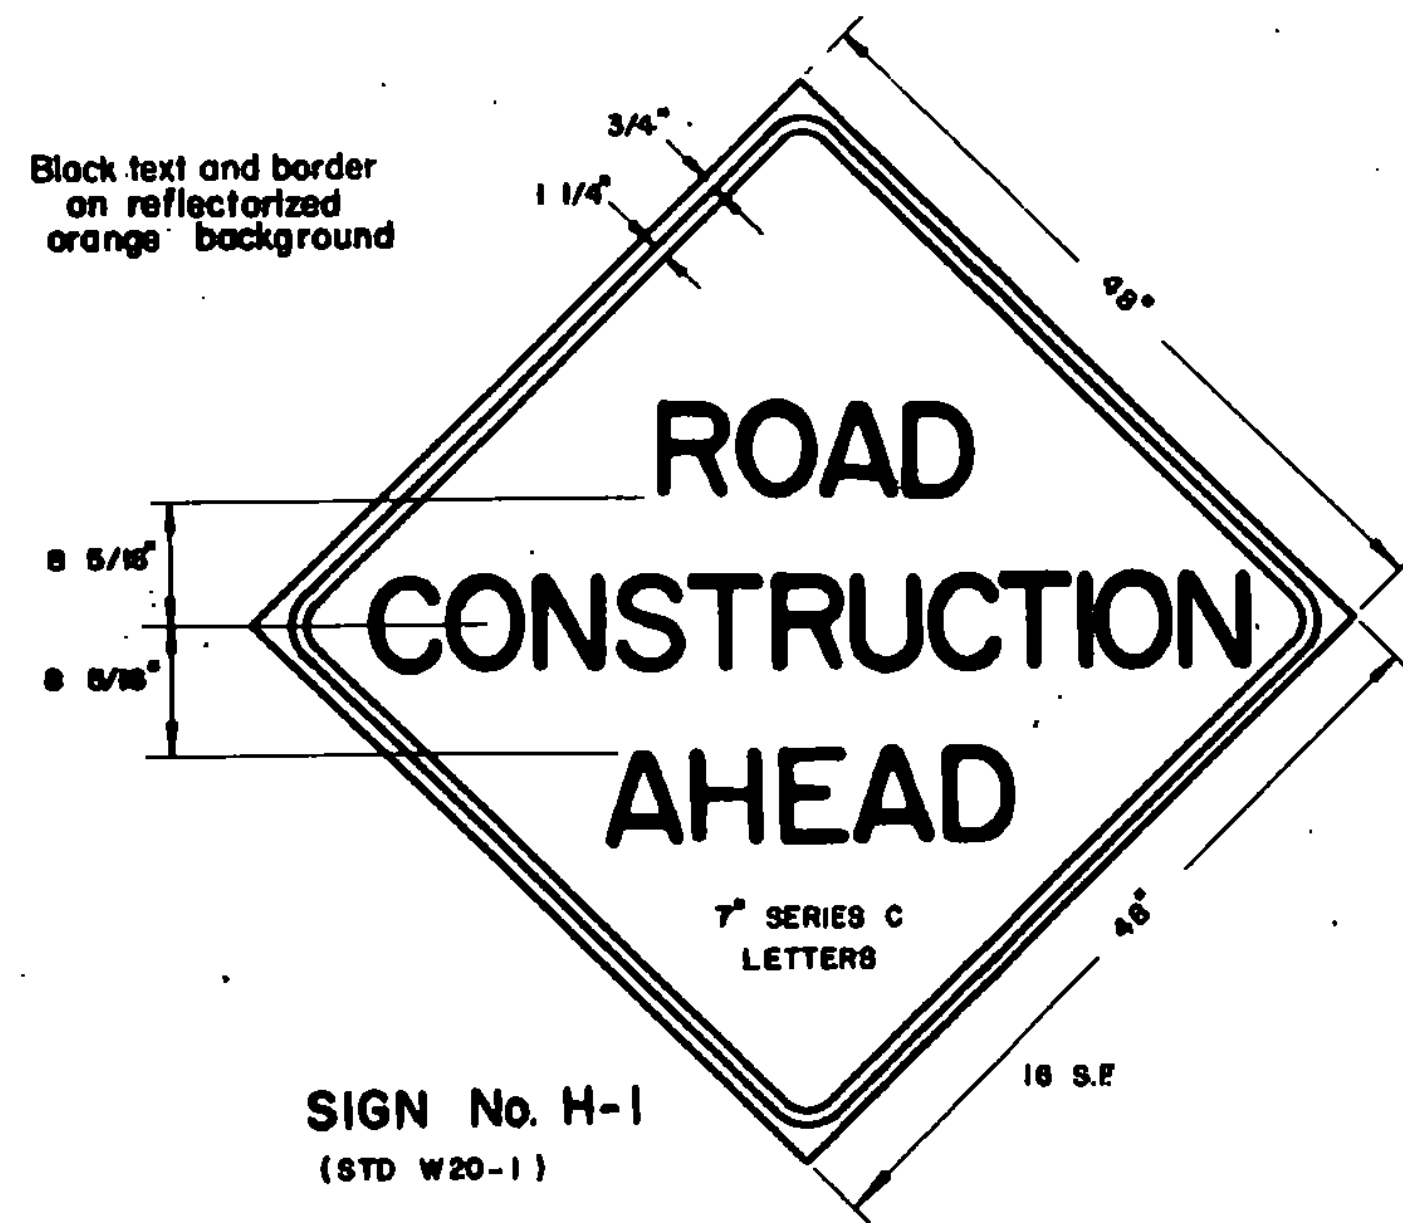 3/4"
Black text and border
on reflectorized
orange background
1 1/4"
48"
ROAD
8 5/16"
CONSTRUCTION
8 5/16"
AHEAD
7" SERIES C
LETTERS
48"
16 S.F.
SIGN No. H-1
(STD W20-1)